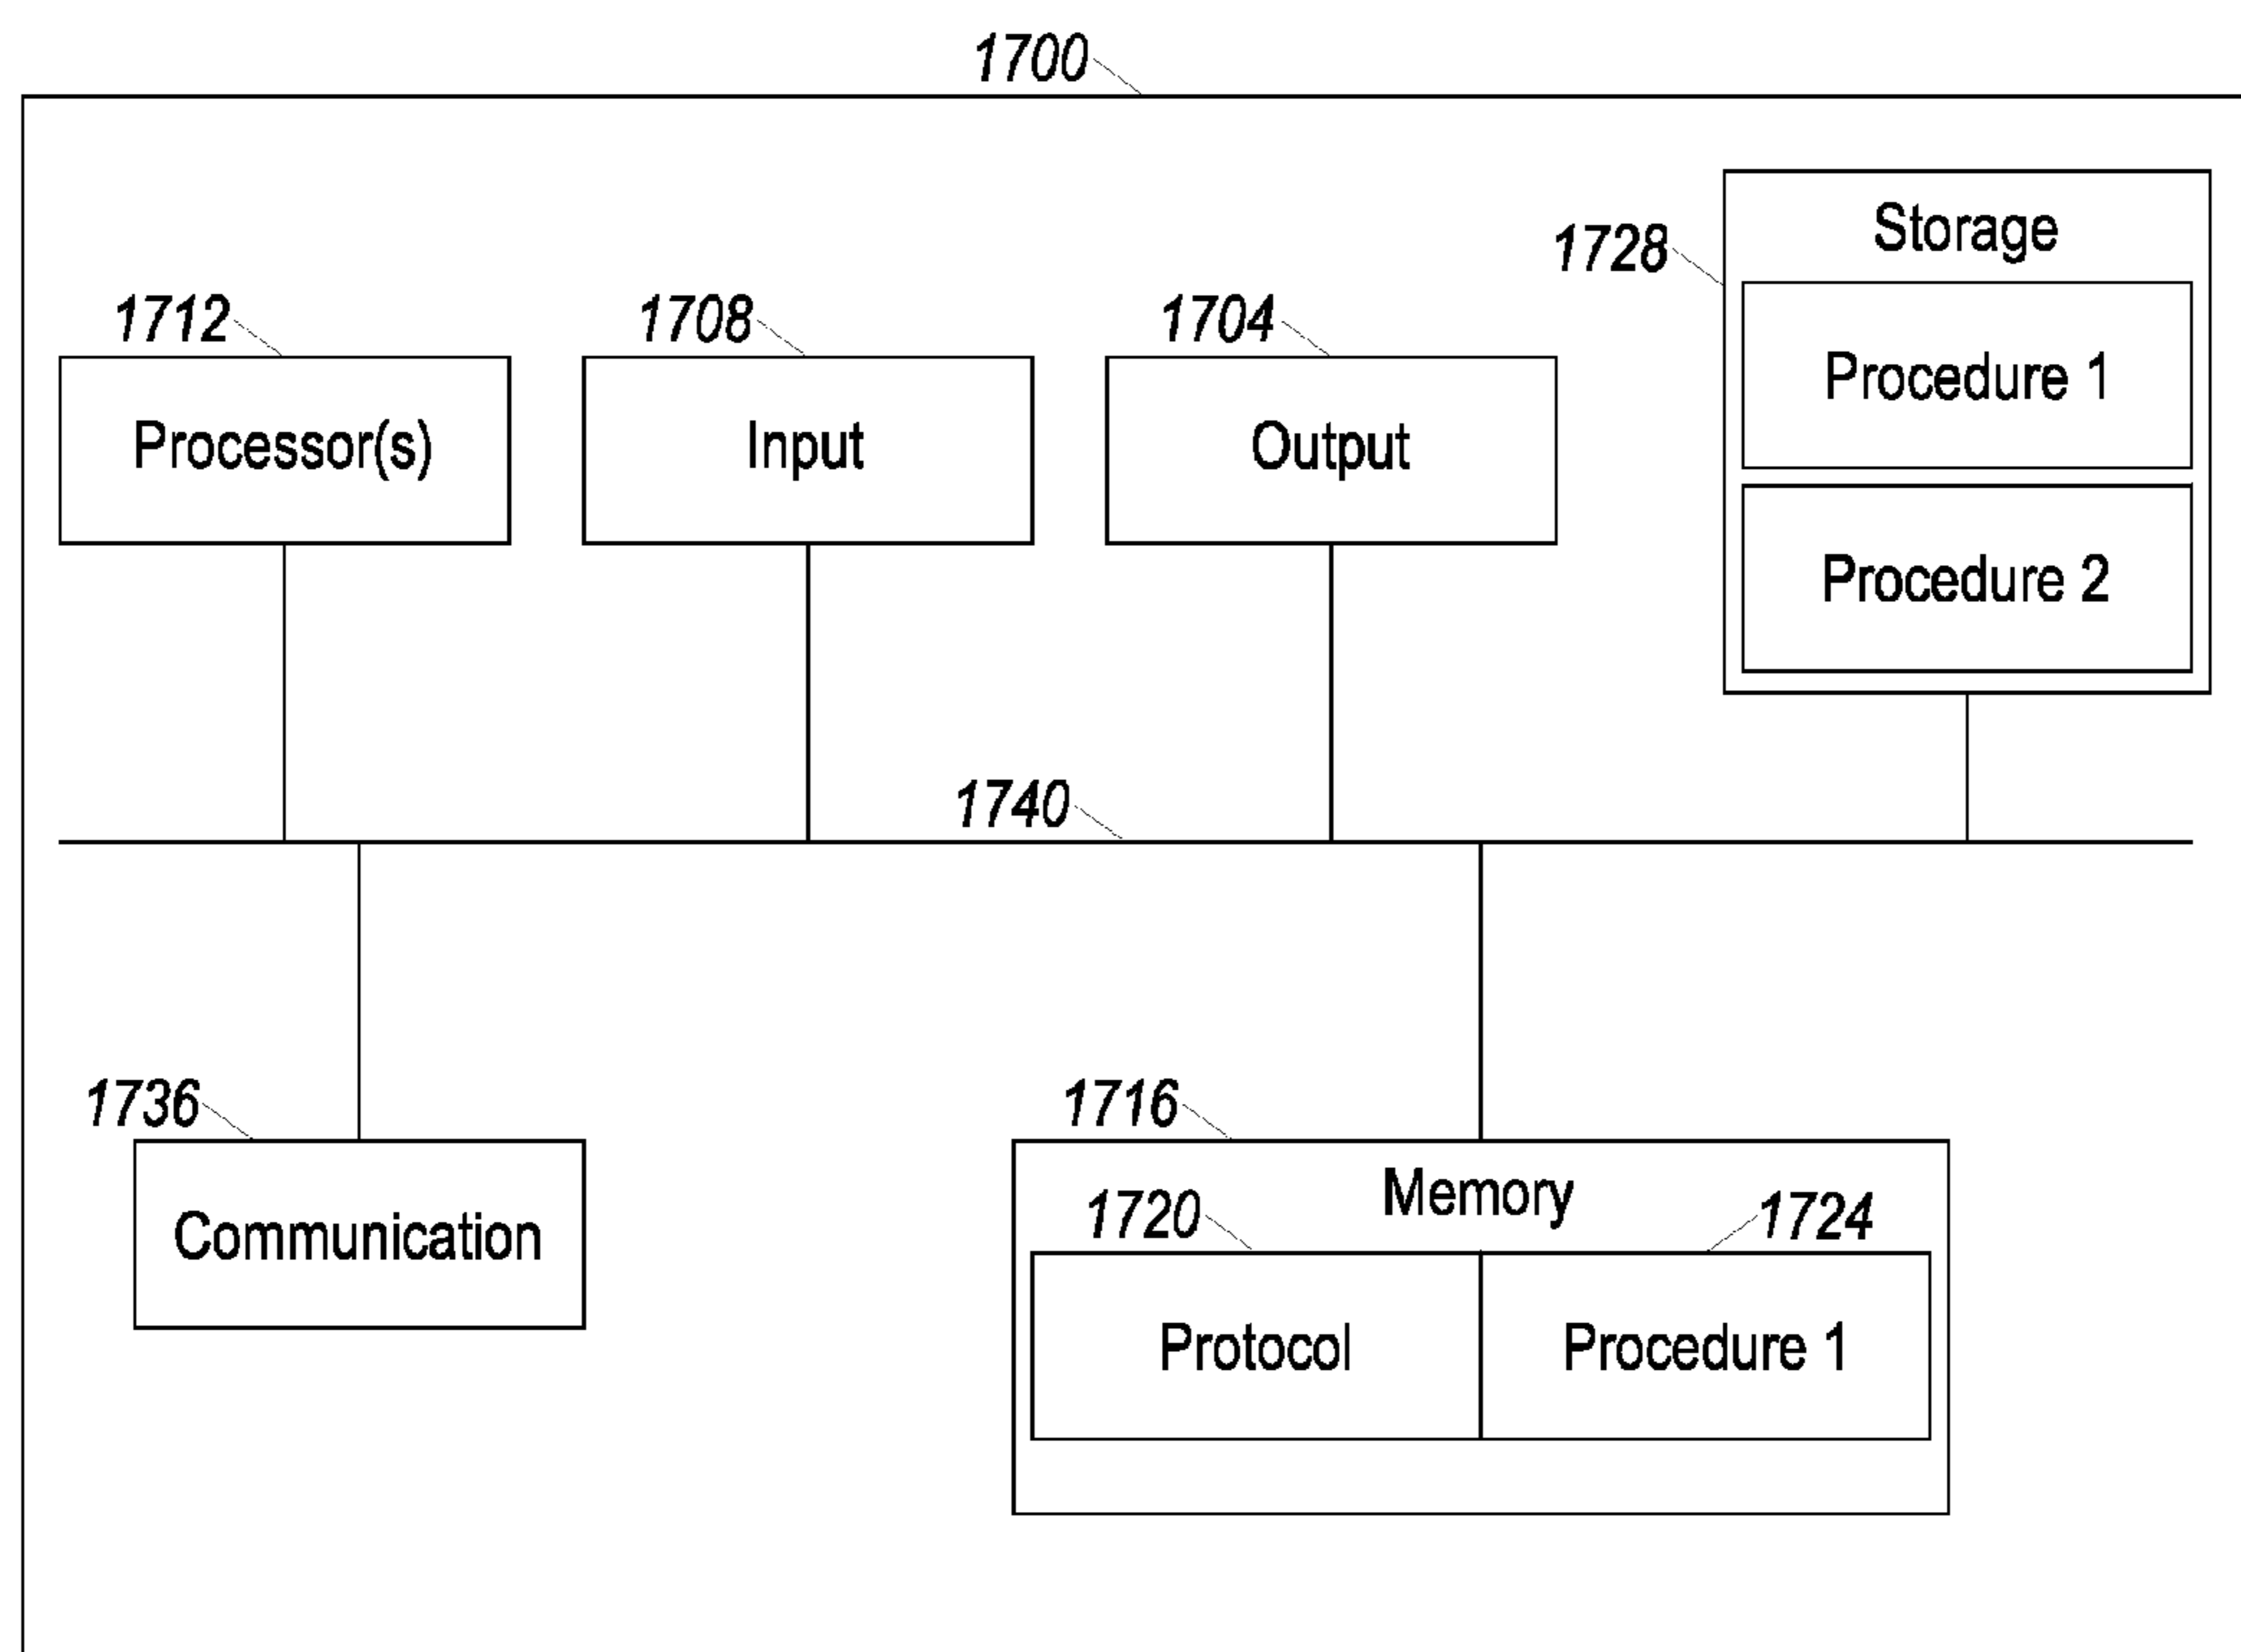 1700
Storage
1728
1712
1708
1704
Procedure 1
Processor(s)
Input
Output
Procedure 2
1740
1736
1716
Memory
1720
1724
Communication
Protocol
Procedure 1